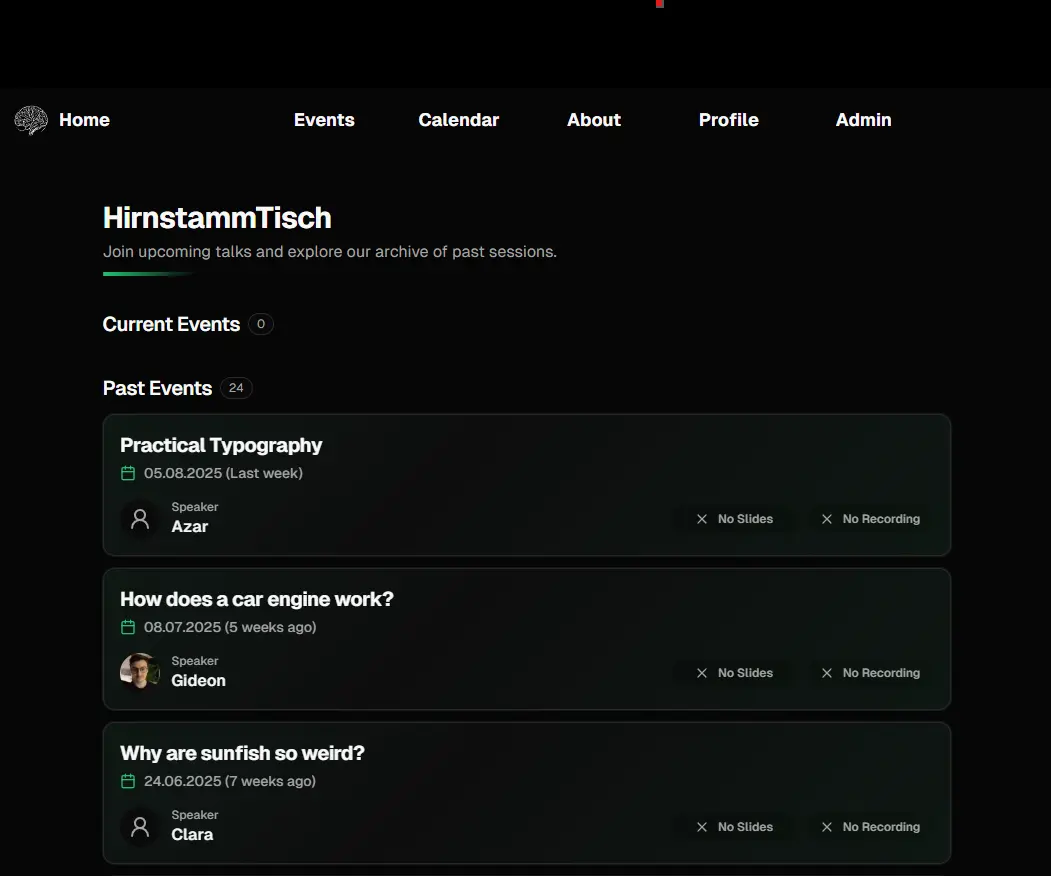 Home
Events
Calendar
About
Profile
Admin
HirnstammTisch
Join upcoming talks and explore our archive of past sessions.
Current Events 0
Past Events 24
Practical Typography
05.08.2025 (Last week)
Speaker
Azar
No Slides
No Recording
How does a car engine work?
08.07.2025 (5 weeks ago)
Speaker
Gideon
No Slides
No Recording
Why are sunfish so weird?
24.06.2025 (7 weeks ago)
Speaker
Clara
No Slides
No Recording